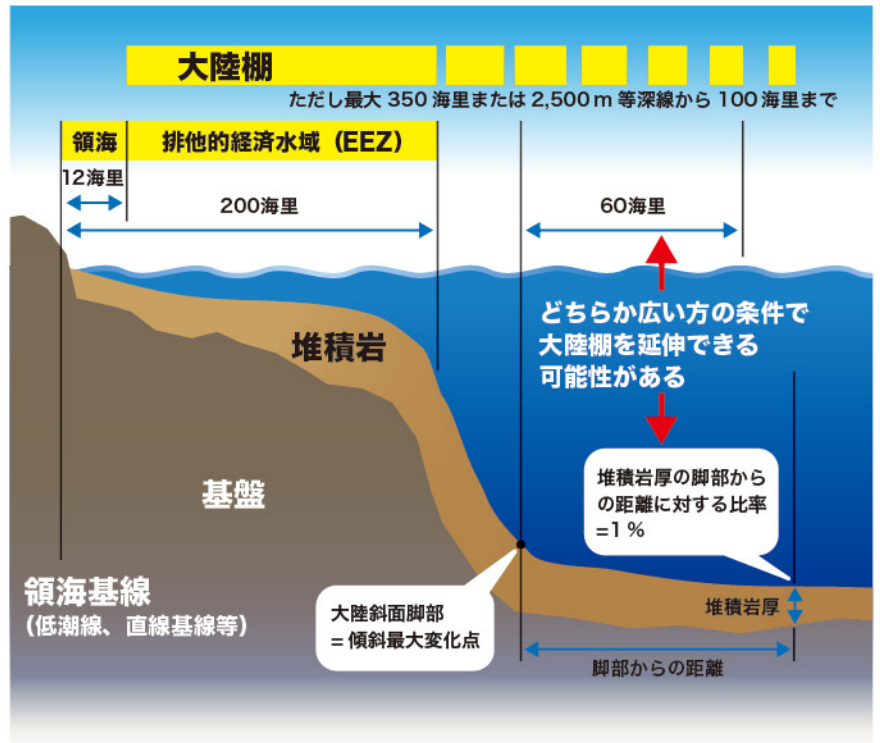 大陸棚
ただし最大 350 海里または 2,500 m 等深線から 100 海里まで
領海
排他的経済水域（EEZ）
12海里
200海里
60海里
どちらか広い方の条件で
大陸棚を延伸できる
可能性がある
堆積岩
基盤
堆積岩厚の脚部から
の距離に対する比率
=1 %
領海基線
（低潮線、直線基線等）
大陸斜面脚部
= 傾斜最大変化点
堆積岩厚
脚部からの距離